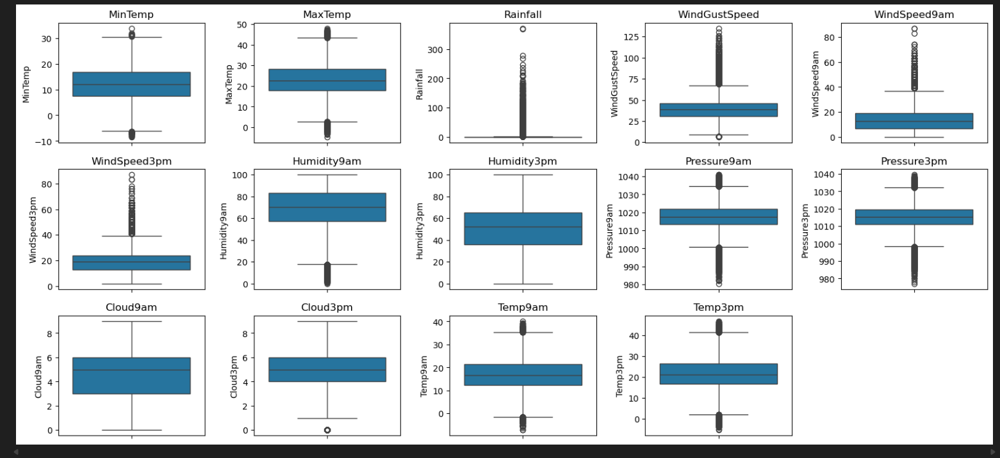 MinTemp
MaxTemp
Rainfall
WindGustSpeed
WindSpeed9am
MinTemp
30
20
10
0
−10
MaxTemp
50
40
30
20
10
0
Rainfall
300
200
100
0
WindGustSpeed
125
100
75
50
25
0
WindSpeed9am
80
60
40
20
0
WindSpeed3pm
Humidity9am
Humidity3pm
Pressure9am
Pressure3pm
WindSpeed3pm
80
60
40
20
0
Humidity9am
100
80
60
40
20
0
Humidity3pm
100
80
60
40
20
0
Pressure9am
1040
1030
1020
1010
1000
990
980
Pressure3pm
1040
1030
1020
1010
1000
990
980
Cloud9am
Cloud3pm
Temp9am
Temp3pm
Cloud9am
8
6
4
2
0
Cloud3pm
8
6
4
2
0
Temp9am
40
30
20
10
0
Temp3pm
40
30
20
10
0